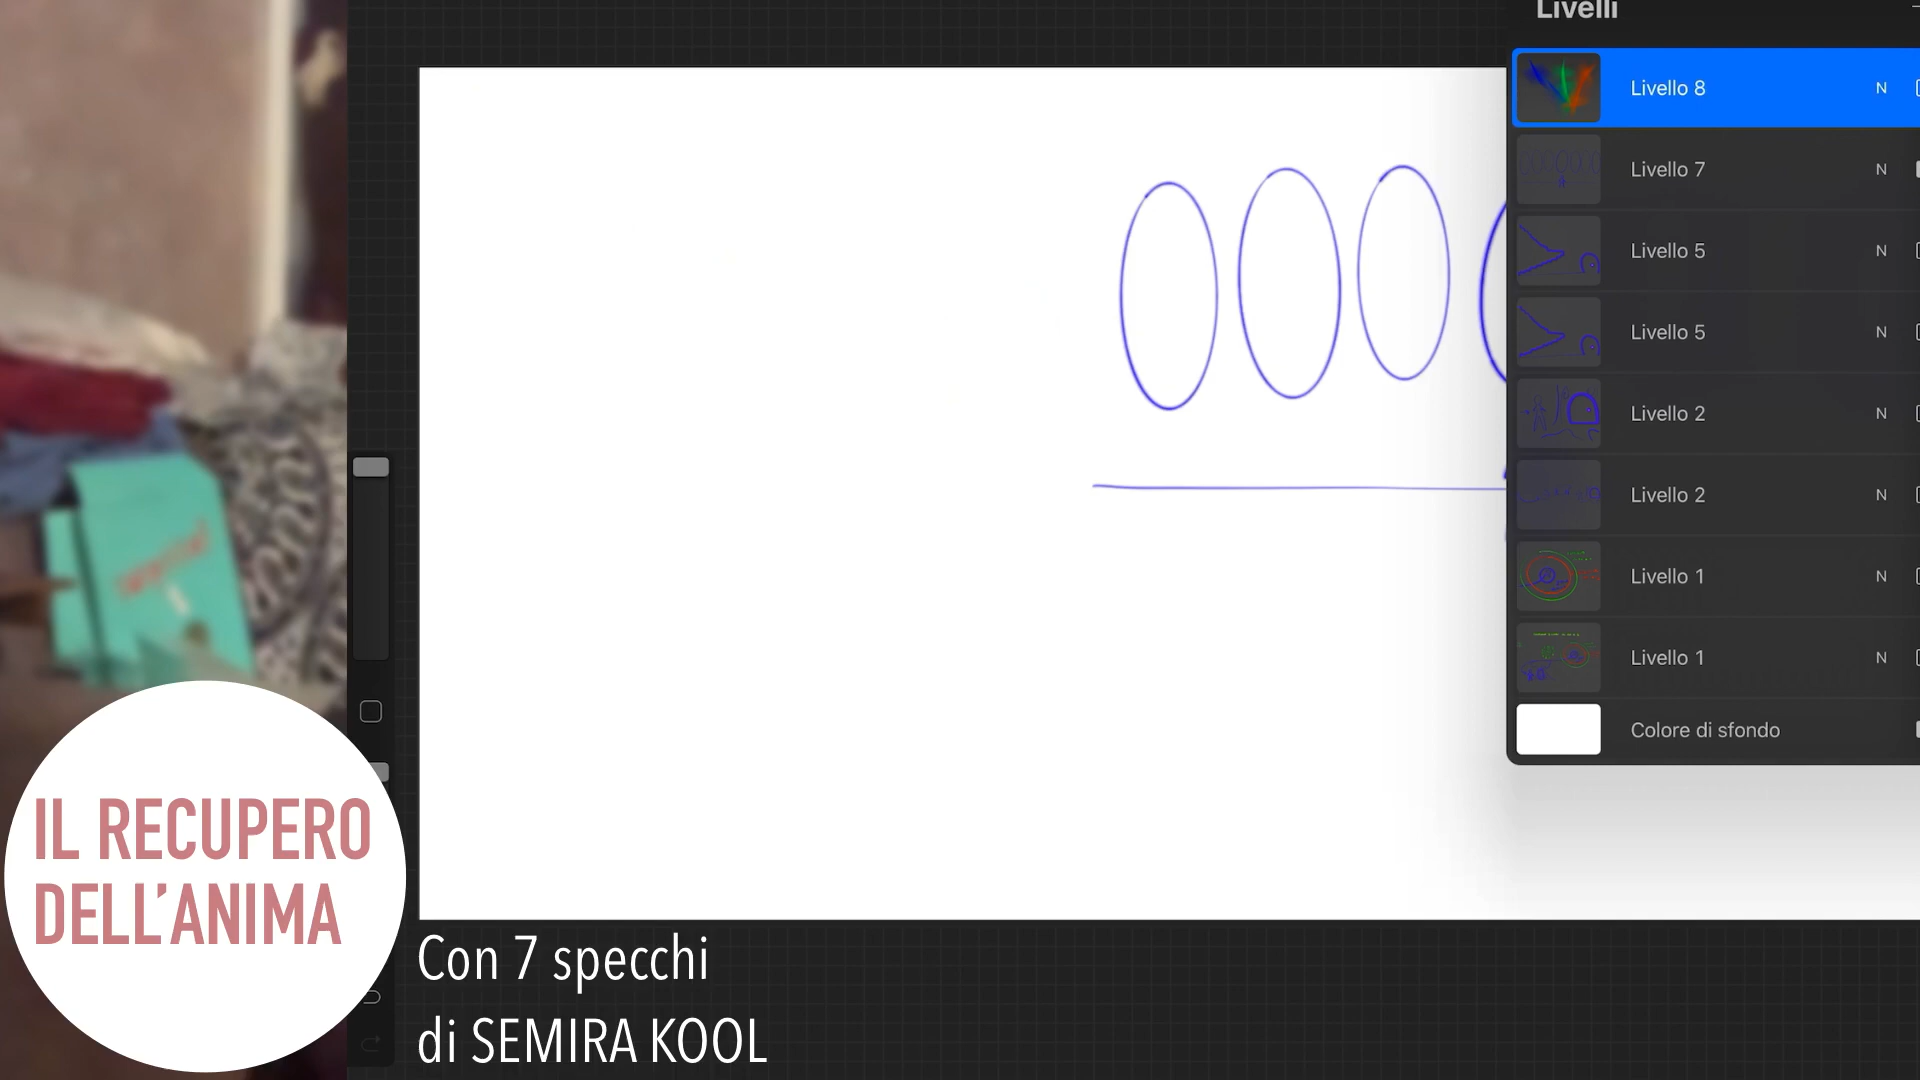 Livelli
Livello 8 N
Livello 7 N
Livello 5 N
Livello 5 N
Livello 2 N
Livello 2 N
Livello 1 N
Livello 1 N
Colore di sfondo
IL RECUPERO
DELL'ANIMA
Con 7 specchi
di SEMIRA KOOL